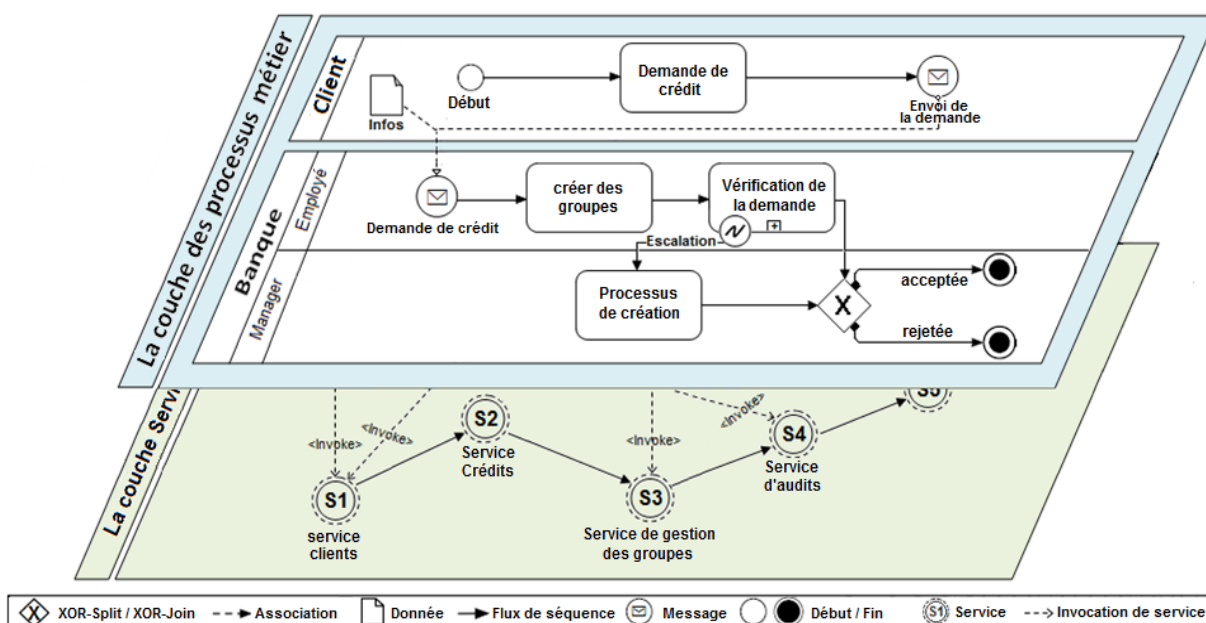 La couche des processus métier
Client
Début
Demande de
crédit
Envoi de
la demande
Infos
Banque
Employé
Manager
Demande de crédit
créer des
groupes
Vérification de
la demande
Escalation
Processus
de création
X
acceptée
rejetée
La couche Servi
<Invoke>
<Invoke>
<Invoke>
<Invoke>
S1
service
clients
S2
Service
Crédits
S3
Service de gestion
des groupes
S4
Service
d'audits
S5
X XOR-Split / XOR-Join Association Donnée Flux de séquence Message Début / Fin S1 Service Invocation de service